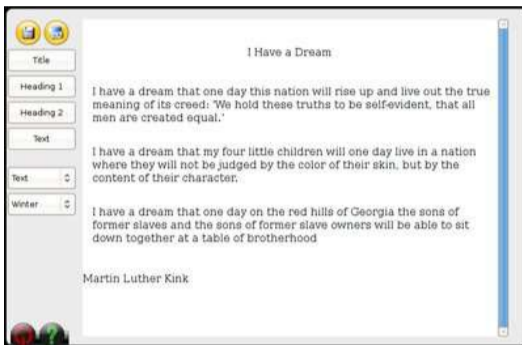 Title
Heading 1
Heading 2
Text
Text
Winter
I Have a Dream
I have a dream that one day this nation will rise up and live out the true
meaning of its creed: 'We hold these truths to be self-evident, that all
men are created equal.'
I have a dream that my four little children will one day live in a nation
where they will not be judged by the color of their skin, but by the
content of their character.
I have a dream that one day on the red hills of Georgia the sons of
former slaves and the sons of former slave owners will be able to sit
down together at a table of brotherhood
Martin Luther Kink
?